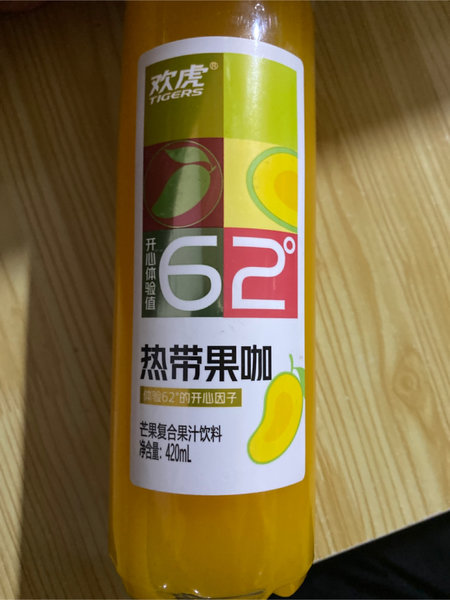 欢虎®
TIGERS
开心体验值
62°
热带果咖
体验62°的开心因子
芒果复合果汁饮料
净含量：420mL